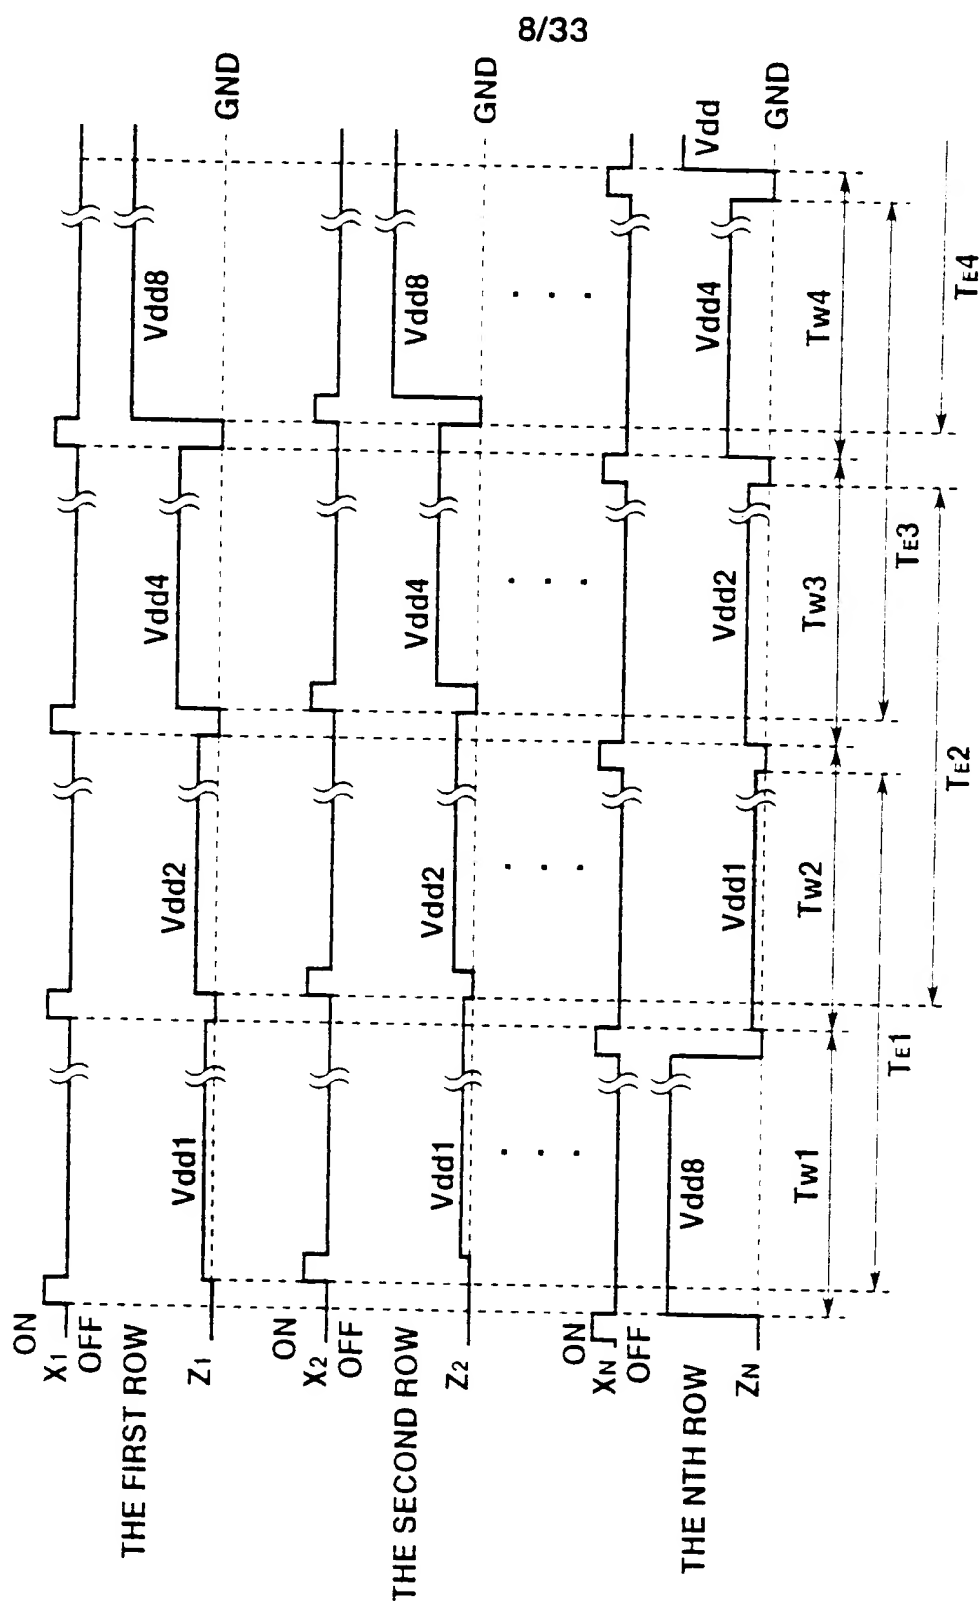 8/33
ON
X1
OFF
THE FIRST ROW
Z1
Vdd1
Vdd2
Vdd4
Vdd8
GND
ON
X2
OFF
THE SECOND ROW
Z2
Vdd1
Vdd2
Vdd4
Vdd8
GND
ON
XN
OFF
THE NTH ROW
ZN
Vdd8
Vdd1
Vdd2
Vdd4
Vdd
GND
TW1
TW2
TW3
TW4
TE1
TE2
TE3
TE4